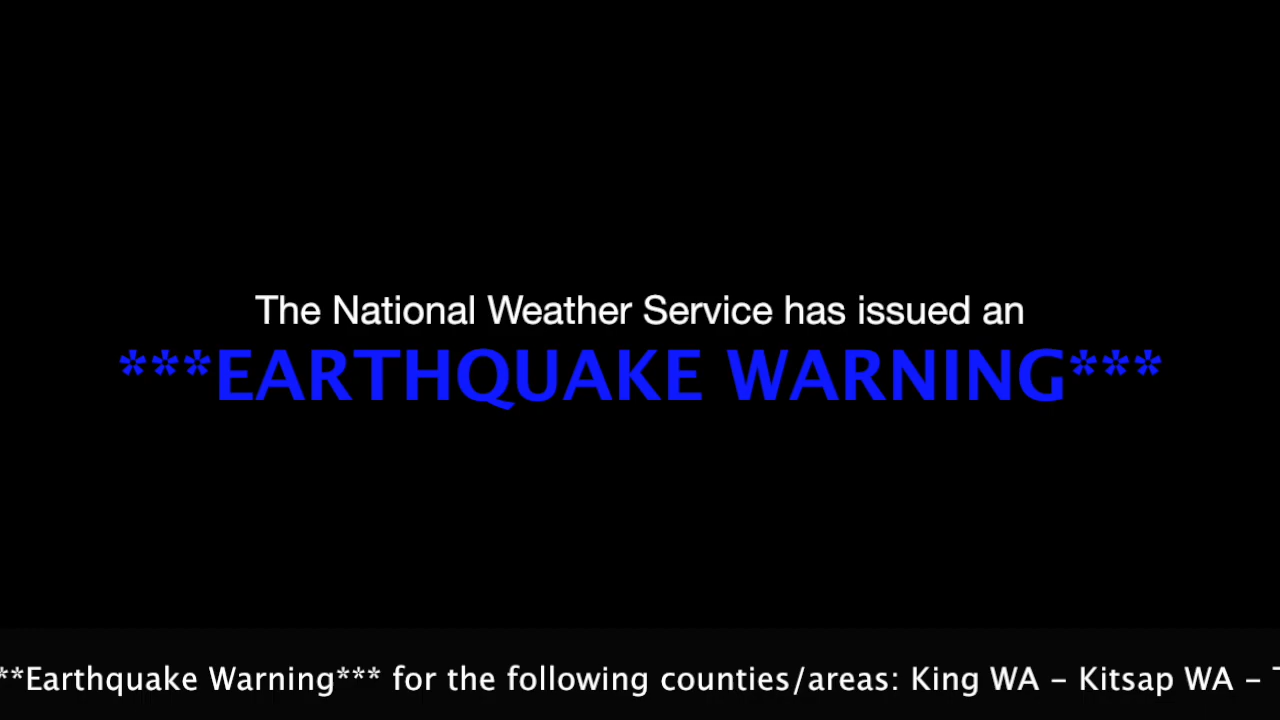 The National Weather Service has issued an
***EARTHQUAKE WARNING***
**Earthquake Warning*** for the following counties/areas: King WA – Kitsap WA –